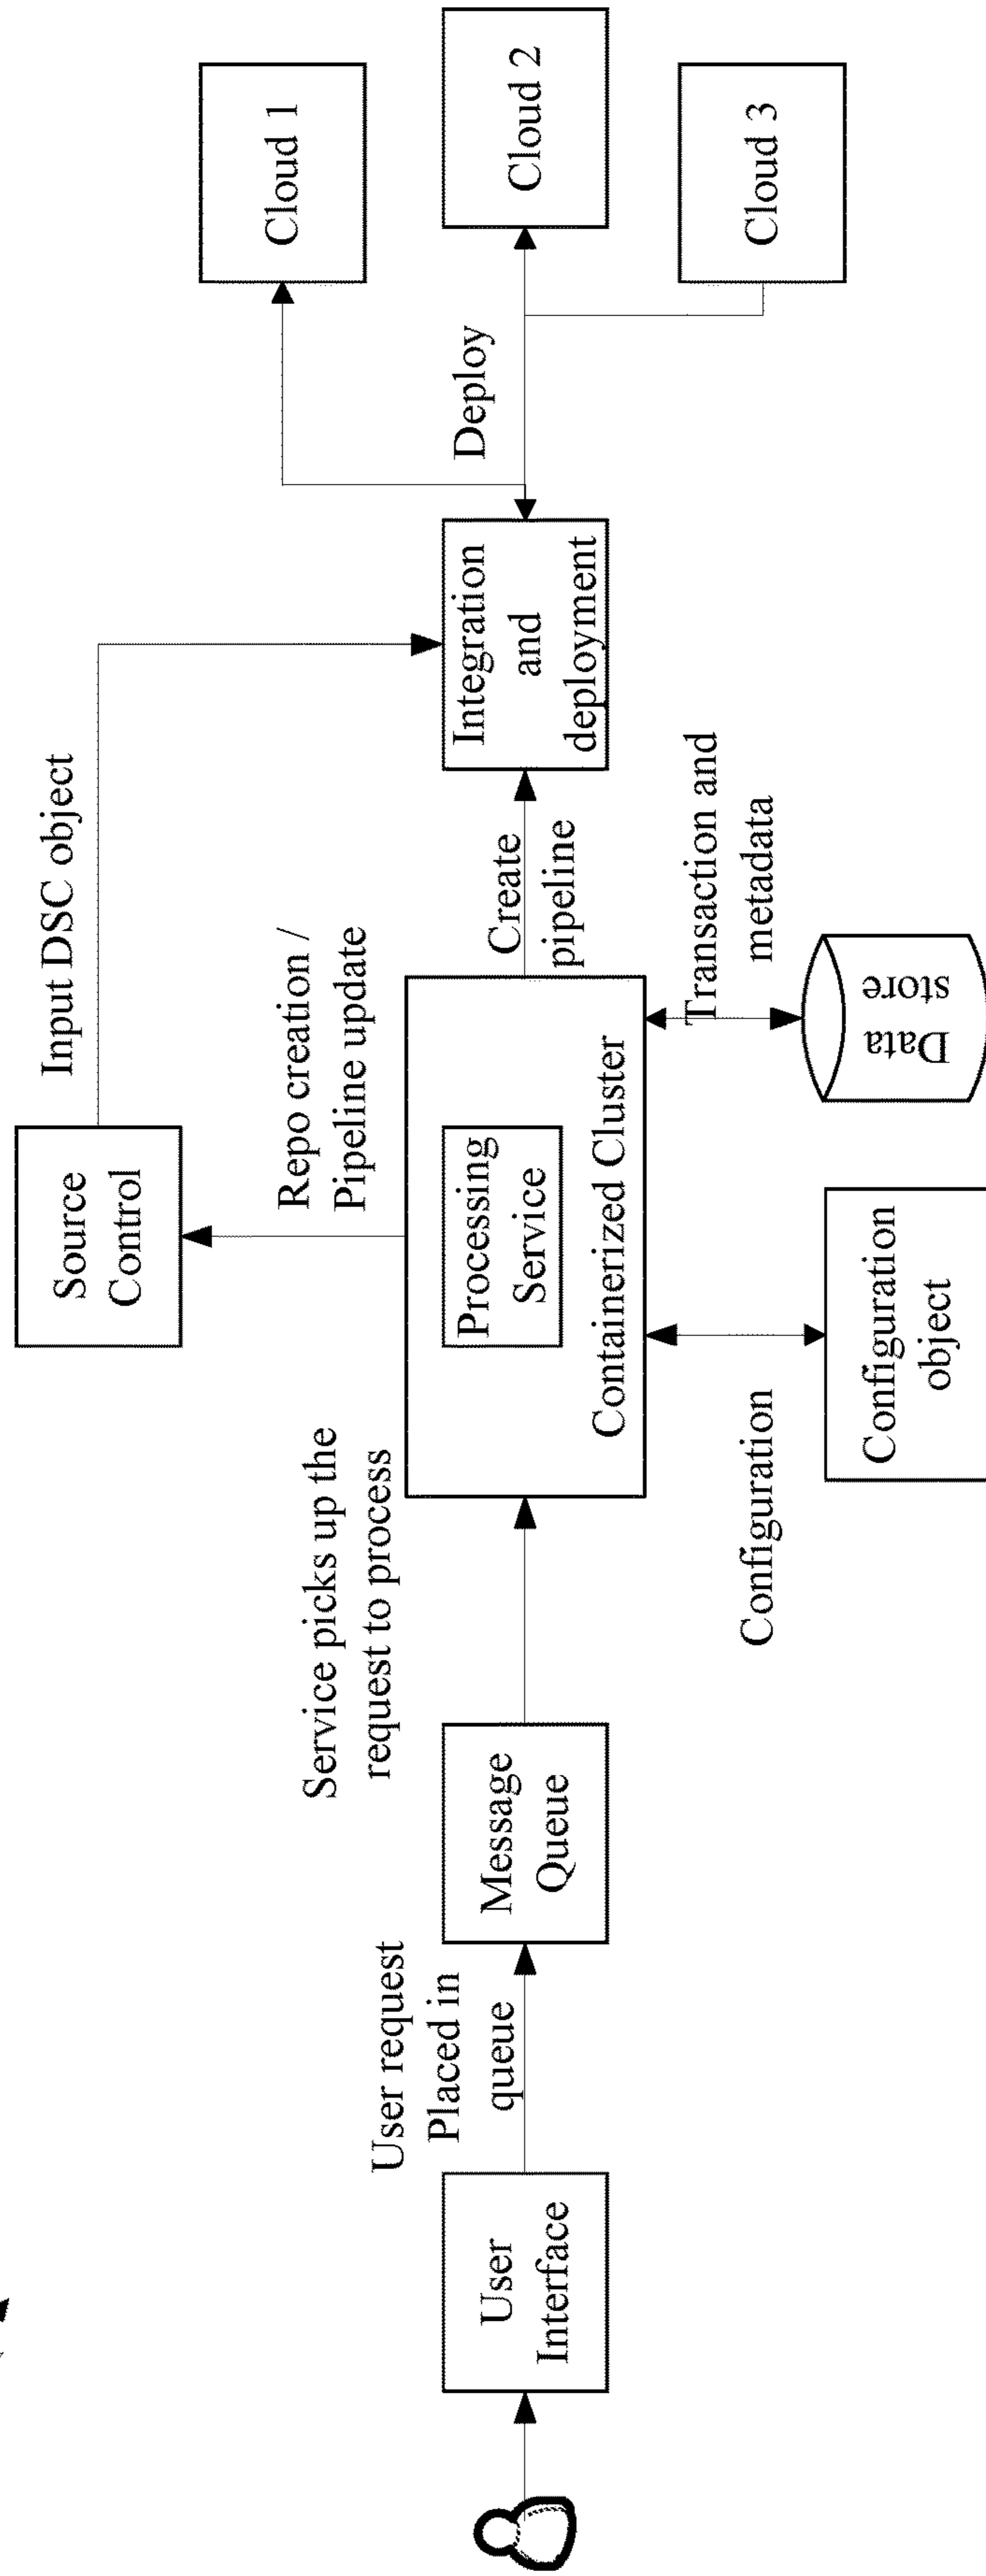 Input DSC object
Source
Control
Repo creation /
Pipeline update
Cloud 1
Service picks up the
request to process
User request
Placed in
queue
User
Interface
Message
Queue
Processing
Service
Containerized Cluster
Create
pipeline
Integration
and
deployment
Deploy
Cloud 2
Cloud 3
Configuration
Configuration
object
Transaction and
metadata
Data
store